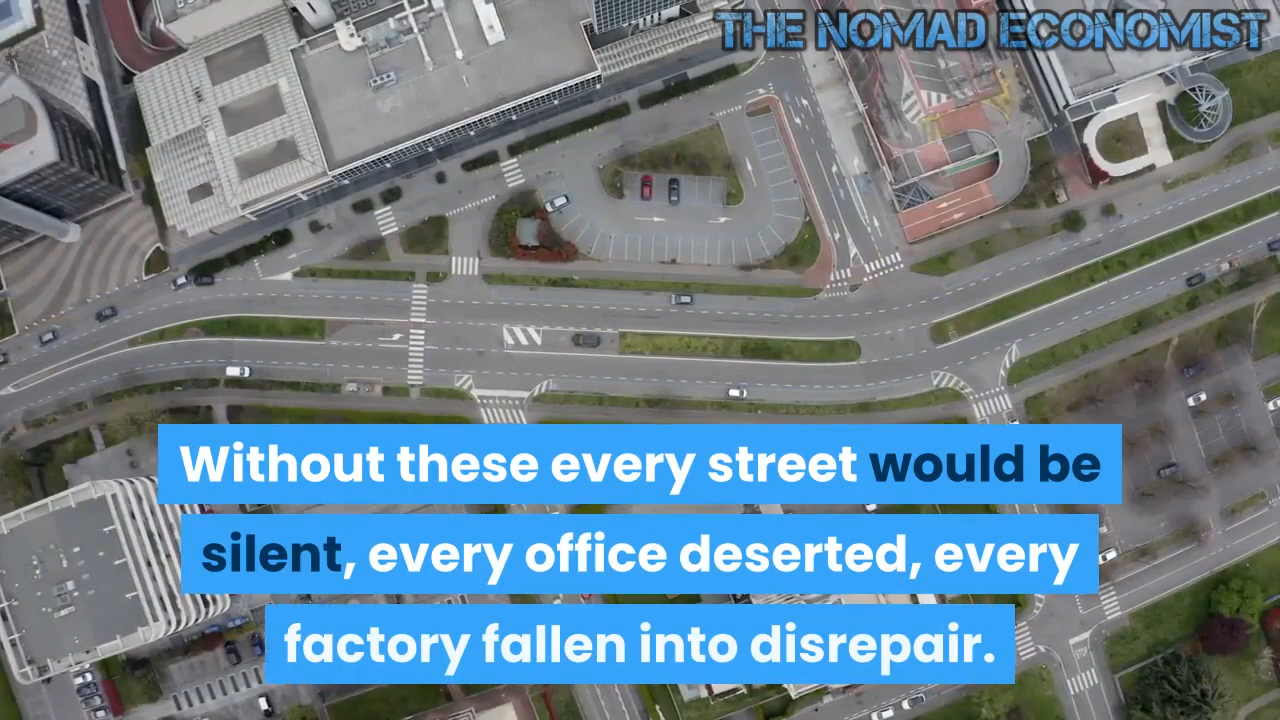 THE NOMAD ECONOMIST
Without these every street would be
silent, every office deserted, every
factory fallen into disrepair.